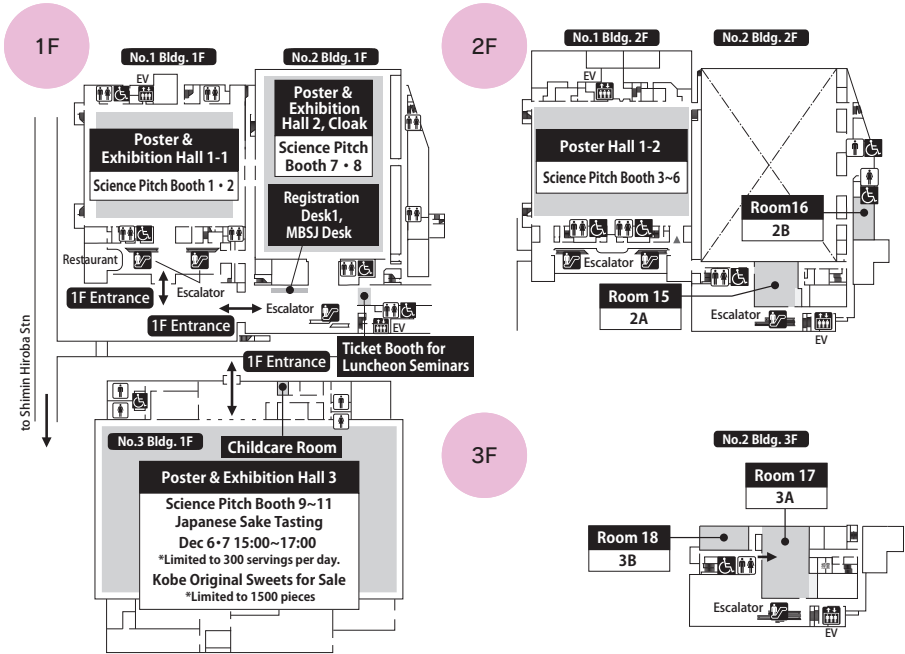 1F
No.1 Bldg. 1F
No.2 Bldg. 1F
EV
Poster &
Exhibition Hall 1-1
Science Pitch Booth 1・2
Poster &
Exhibition
Hall 2, Cloak
Science Pitch
Booth 7・8
Registration
Desk1,
MBSJ Desk
Restaurant
Escalator
1F Entrance
1F Entrance
Escalator
EV
1F Entrance
Ticket Booth for
Luncheon Seminars
to Shimin Hiroba Stn
No.3 Bldg. 1F
Childcare Room
Poster & Exhibition Hall 3
Science Pitch Booth 9~11
Japanese Sake Tasting
Dec 6・7 15:00~17:00
*Limited to 300 servings per day.
Kobe Original Sweets for Sale
*Limited to 1500 pieces
2F
No.1 Bldg. 2F
No.2 Bldg. 2F
EV
Poster Hall 1-2
Science Pitch Booth 3~6
Escalator
Room16
2B
Room 15
2A
Escalator
EV
3F
No.2 Bldg. 3F
Room 17
3A
Room 18
3B
Escalator
EV